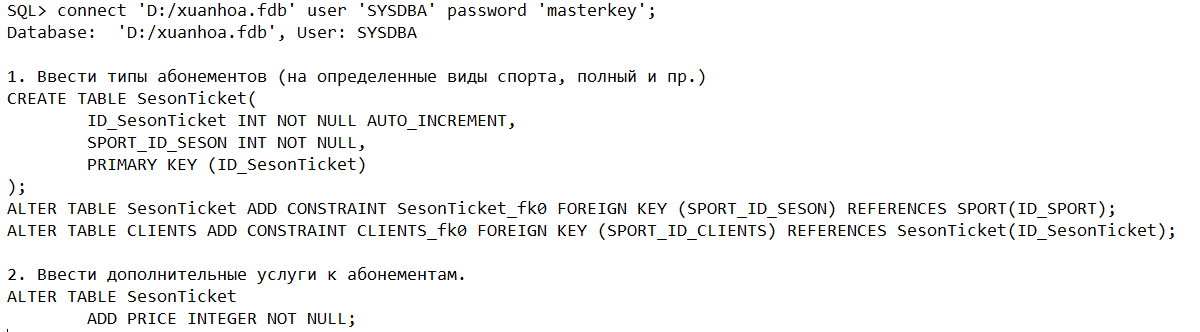 SQL> connect 'D:/xuanhoa.fdb' user 'SYSDBA' password 'masterkey';
Database:  'D:/xuanhoa.fdb', User: SYSDBA

1. Ввести типы абонементов (на определенные виды спорта, полный и пр.)
CREATE TABLE SesonTicket(
        ID_SesonTicket INT NOT NULL AUTO_INCREMENT,
        SPORT_ID_SESON INT NOT NULL,
        PRIMARY KEY (ID_SesonTicket)
);
ALTER TABLE SesonTicket ADD CONSTRAINT SesonTicket_fk0 FOREIGN KEY (SPORT_ID_SESON) REFERENCES SPORT(ID_SPORT);
ALTER TABLE CLIENTS ADD CONSTRAINT CLIENTS_fk0 FOREIGN KEY (SPORT_ID_CLIENTS) REFERENCES SesonTicket(ID_SesonTicket);

2. Ввести дополнительные услуги к абонементам.
ALTER TABLE SesonTicket
        ADD PRICE INTEGER NOT NULL;